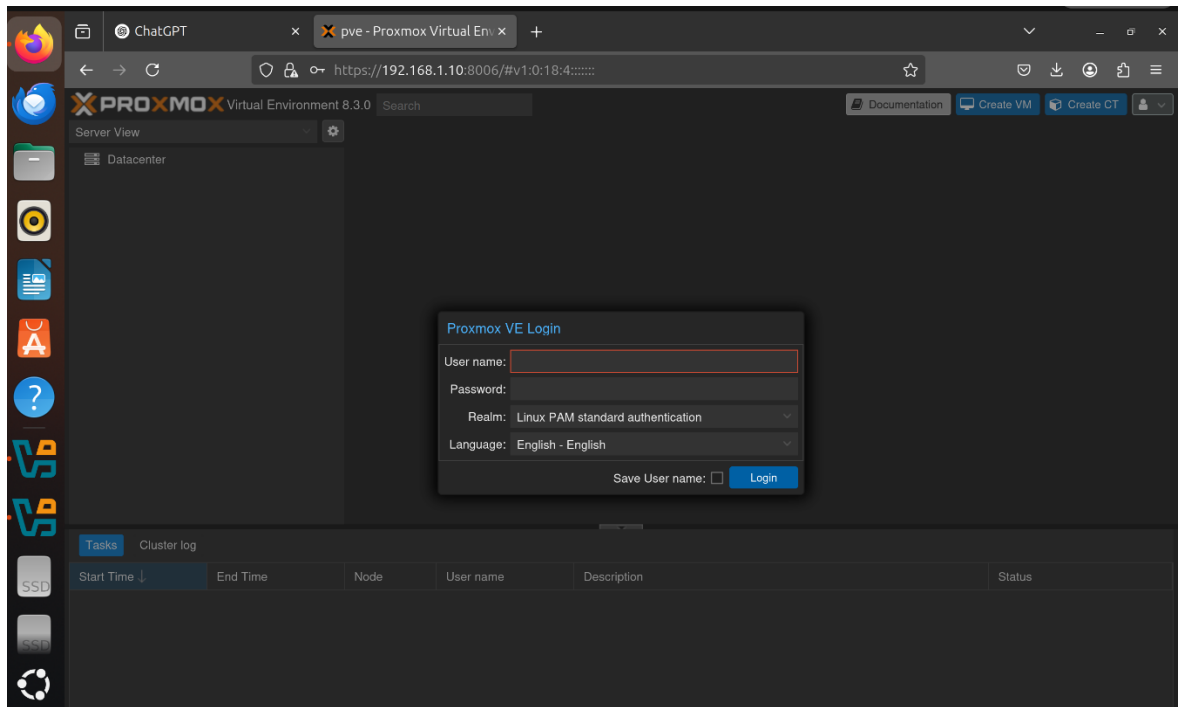 ChatGPT
pve - Proxmox Virtual Env
https://192.168.1.10:8006/#v1:0:18:4:::::::
PROXMOX Virtual Environment 8.3.0 Search
Documentation Create VM Create CT
Server View
Datacenter
Proxmox VE Login
User name:
Password:
Realm: Linux PAM standard authentication
Language: English - English
Save User name: Login
Tasks Cluster log
Start Time End Time Node User name Description Status
SSD
SSD